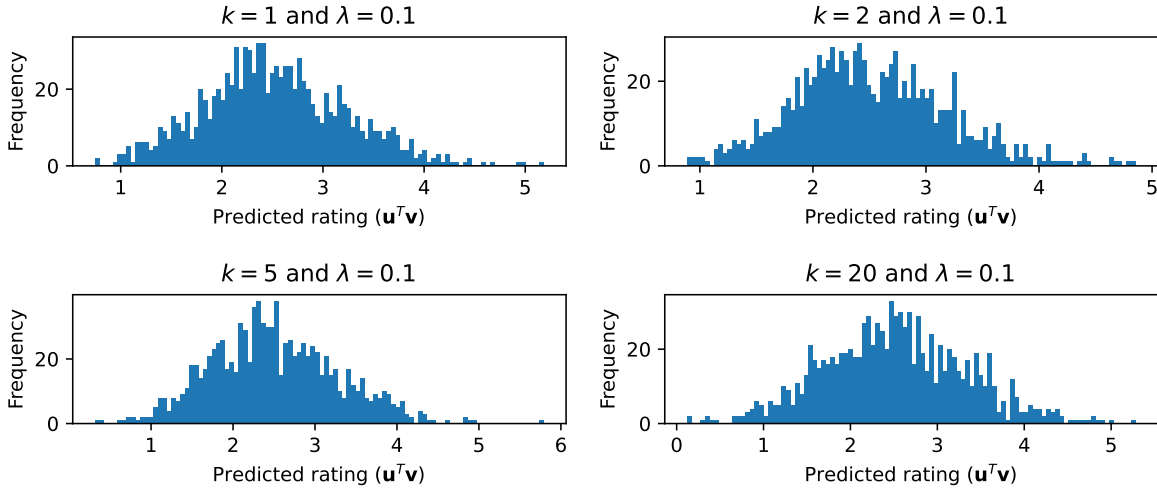 k = 1 and λ = 0.1
Frequency
20
0
1 2 3 4 5
Predicted rating (u^T v)
k = 2 and λ = 0.1
Frequency
20
0
1 2 3 4 5
Predicted rating (u^T v)
k = 5 and λ = 0.1
Frequency
20
0
1 2 3 4 5 6
Predicted rating (u^T v)
k = 20 and λ = 0.1
Frequency
20
0
0 1 2 3 4 5
Predicted rating (u^T v)